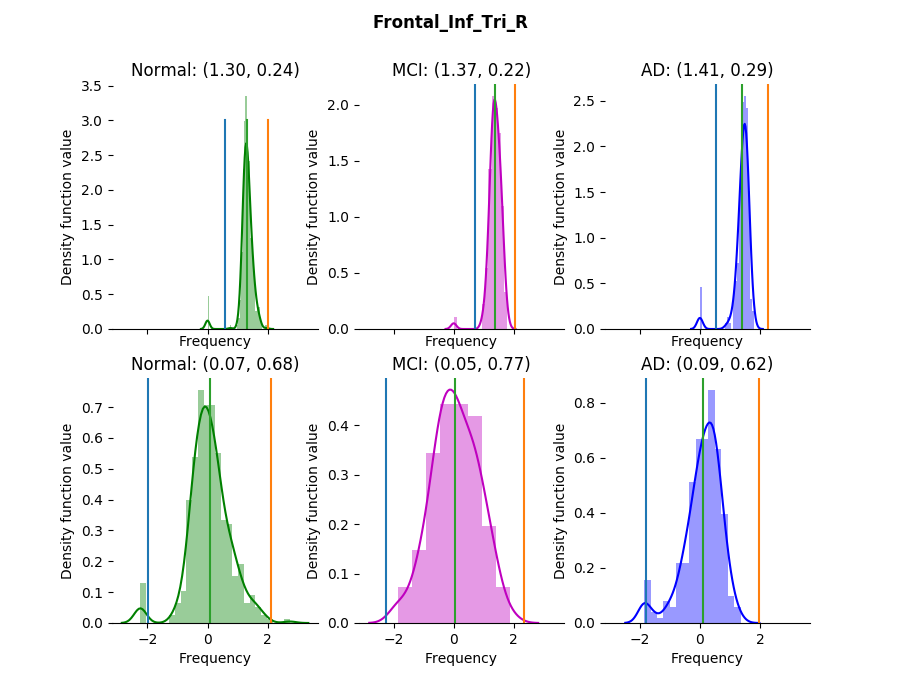 Frontal_Inf_Tri_R
Normal: (1.30, 0.24)
MCI: (1.37, 0.22)
AD: (1.41, 0.29)
Density function value
3.5
3.0
2.5
2.0
1.5
1.0
0.5
0.0
Frequency
Density function value
2.0
1.5
1.0
0.5
0.0
Frequency
Density function value
2.5
2.0
1.5
1.0
0.5
0.0
Frequency
Normal: (0.07, 0.68)
MCI: (0.05, 0.77)
AD: (0.09, 0.62)
Density function value
0.7
0.6
0.5
0.4
0.3
0.2
0.1
0.0
−2 0 2
Frequency
Density function value
0.4
0.3
0.2
0.1
0.0
−2 0 2
Frequency
Density function value
0.8
0.6
0.4
0.2
0.0
−2 0 2
Frequency